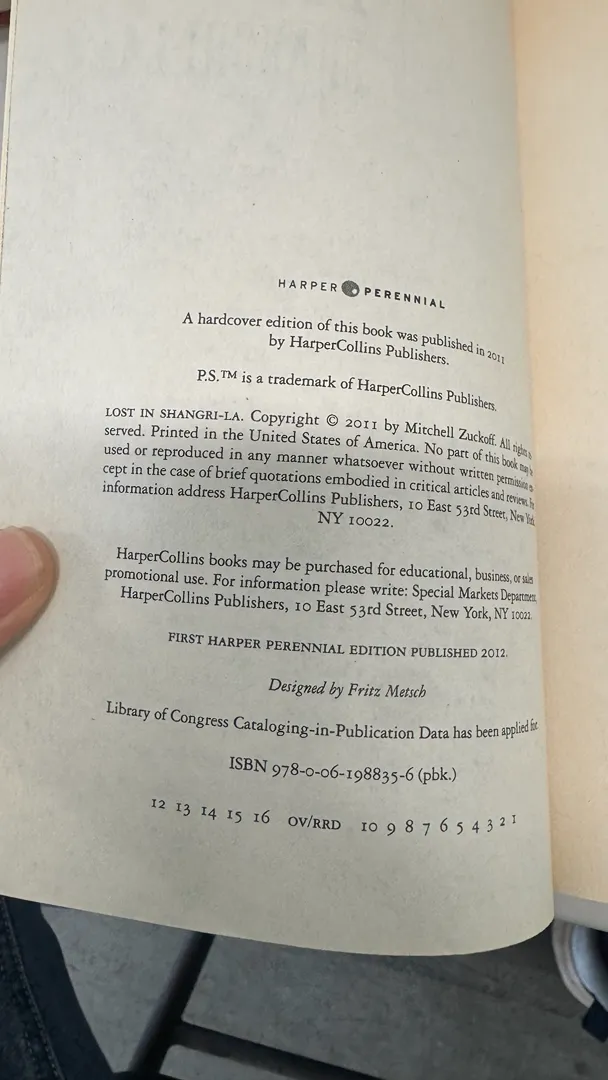 HARPER PERENNIAL
A hardcover edition of this book was published in 2011
by HarperCollins Publishers.
P.S.™ is a trademark of HarperCollins Publishers.
LOST IN SHANGRI-LA. Copyright © 2011 by Mitchell Zuckoff. All rights
served. Printed in the United States of America. No part of this book may be
used or reproduced in any manner whatsoever without written permission ex
cept in the case of brief quotations embodied in critical articles and reviews. For
information address HarperCollins Publishers, 10 East 53rd Street, New York,
NY 10022.
HarperCollins books may be purchased for educational, business, or sales
promotional use. For information please write: Special Markets Department,
HarperCollins Publishers, 10 East 53rd Street, New York, NY 10022.
FIRST HARPER PERENNIAL EDITION PUBLISHED 2012.
Designed by Fritz Metsch
Library of Congress Cataloging-in-Publication Data has been applied for.
ISBN 978-0-06-198835-6 (pbk.)
12 13 14 15 16 OV/RRD 10 9 8 7 6 5 4 3 2 1